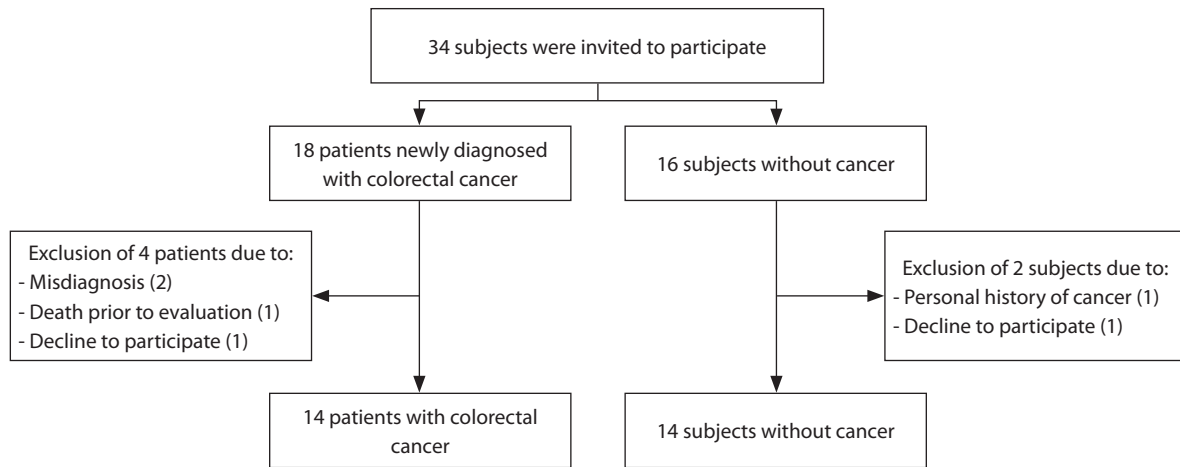 34 subjects were invited to participate
18 patients newly diagnosed
with colorectal cancer
16 subjects without cancer
Exclusion of 4 patients due to:
- Misdiagnosis (2)
- Death prior to evaluation (1)
- Decline to participate (1)
Exclusion of 2 subjects due to:
- Personal history of cancer (1)
- Decline to participate (1)
14 patients with colorectal
cancer
14 subjects without cancer